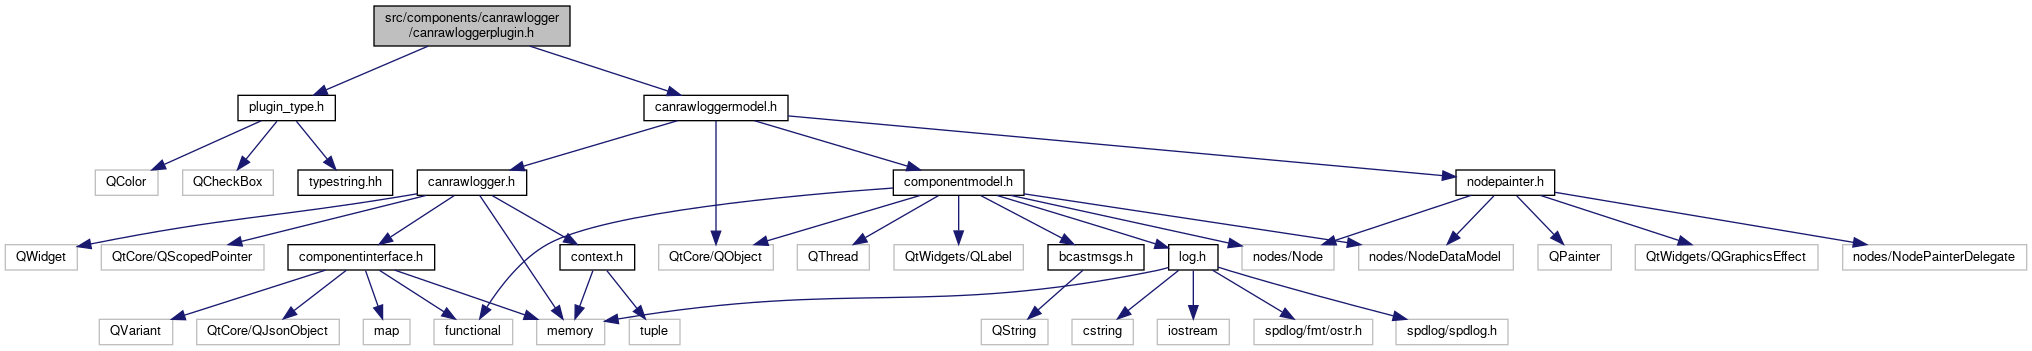 src/components/canrawlogger
/canrawloggerplugin.h
plugin_type.h
canrawloggermodel.h
QColor
QCheckBox
typestring.hh
canrawlogger.h
componentmodel.h
nodepainter.h
QWidget
QtCore/QScopedPointer
componentinterface.h
context.h
QtCore/QObject
QThread
QtWidgets/QLabel
bcastmsgs.h
log.h
nodes/Node
nodes/NodeDataModel
QPainter
QtWidgets/QGraphicsEffect
nodes/NodePainterDelegate
QVariant
QtCore/QJsonObject
map
functional
memory
tuple
QString
cstring
iostream
spdlog/fmt/ostr.h
spdlog/spdlog.h